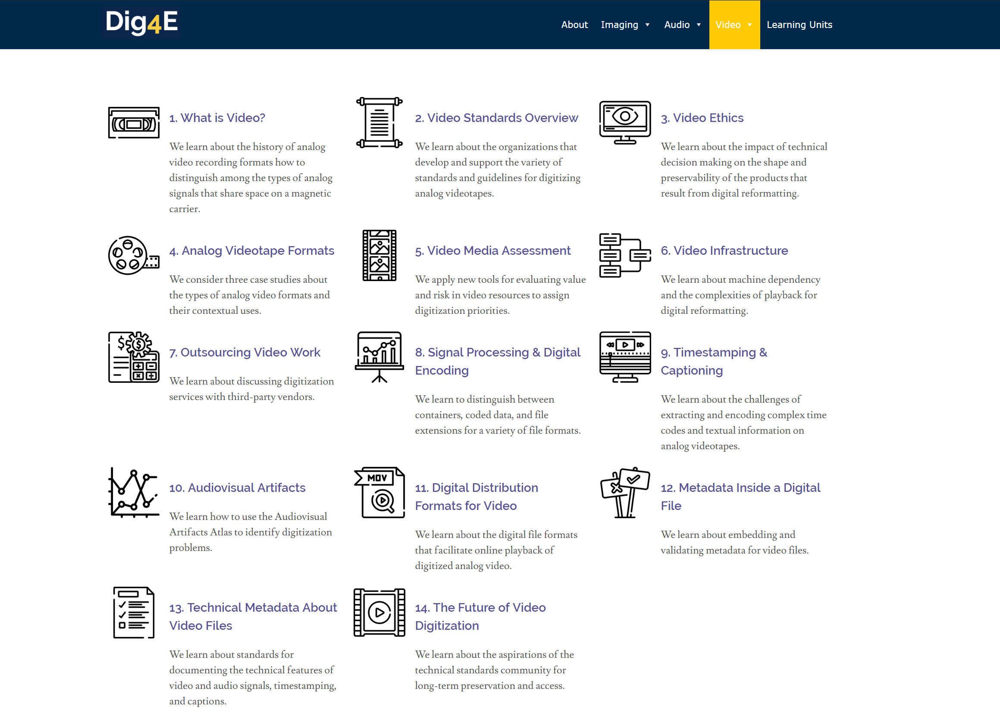 Dig4E
About Imaging Audio Video Learning Units
1. What is Video?
We learn about the history of analog
video recording formats how to
distinguish among the types of analog
signals that share space on a magnetic
carrier.
2. Video Standards Overview
We learn about the organizations that
develop and support the variety of
standards and guidelines for digitizing
analog videotapes.
3. Video Ethics
We learn about the impact of technical
decision making on the shape and
preservability of the products that
result from digital reformatting.
4. Analog Videotape Formats
We consider three case studies about
the types of analog video formats and
their contextual uses.
5. Video Media Assessment
We apply new tools for evaluating value
and risk in video resources to assign
digitization priorities.
6. Video Infrastructure
We learn about machine dependency
and the complexities of playback for
digital reformatting.
$ $
7. Outsourcing Video Work
We learn about discussing digitization
services with third-party vendors.
8. Signal Processing & Digital
Encoding
We learn to distinguish between
containers, coded data, and file
extensions for a variety of file formats.
9. Timestamping &
Captioning
We learn about the challenges of
extracting and encoding complex time
codes and textual information on
analog videotapes.
10. Audiovisual Artifacts
We learn how to use the Audiovisual
Artifacts Atlas to identify digitization
problems.
MOV
11. Digital Distribution
Formats for Video
We learn about the digital file formats
that facilitate online playback of
digitized analog video.
12. Metadata Inside a Digital
File
We learn about embedding and
validating metadata for video files.
13. Technical Metadata About
Video Files
We learn about standards for
documenting the technical features of
video and audio signals, timestamping,
and captions.
14. The Future of Video
Digitization
We learn about the aspirations of the
technical standards community for
long-term preservation and access.